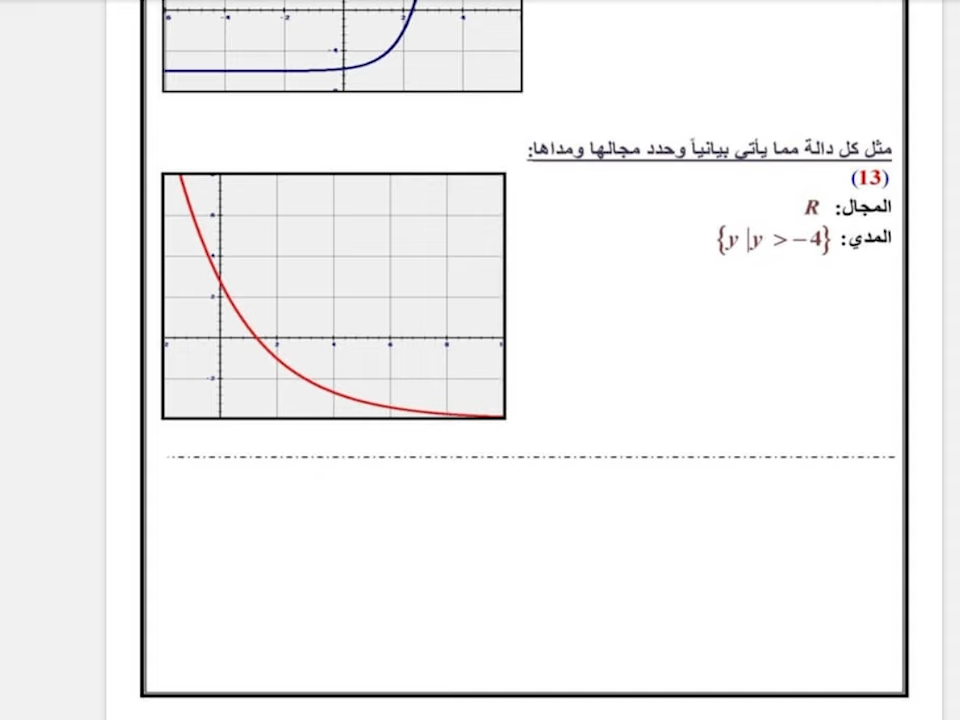 مثل كل دالة مما يأتي بيانياً وحدد مجالها ومداها:
(13)
المجال: R
المدي: {y |y > −4}